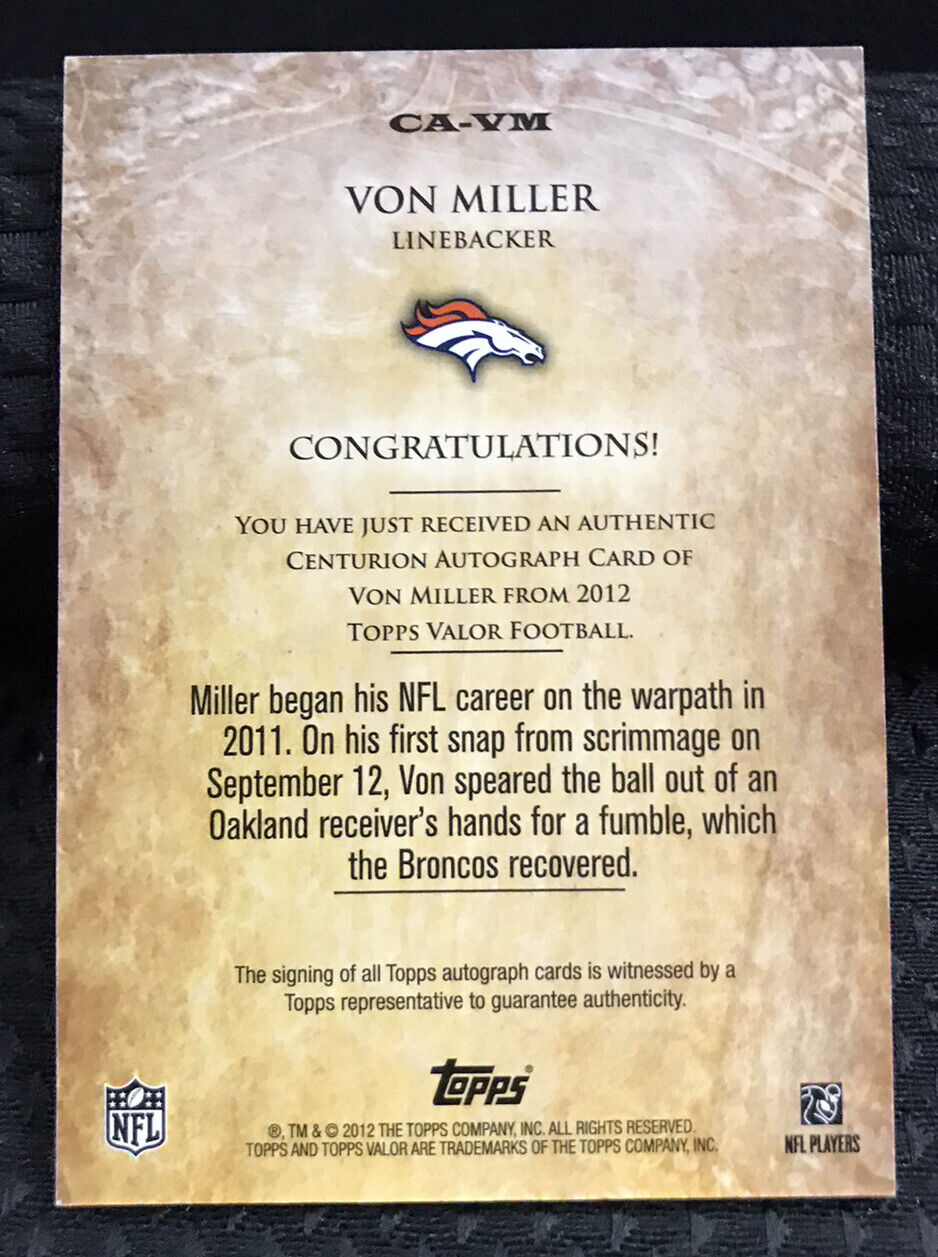 CA-VM
VON MILLER
LINEBACKER
CONGRATULATIONS!
YOU HAVE JUST RECEIVED AN AUTHENTIC
CENTURION AUTOGRAPH CARD OF
VON MILLER FROM 2012
TOPPS VALOR FOOTBALL.
Miller began his NFL career on the warpath in
2011. On his first snap from scrimmage on
September 12, Von speared the ball out of an
Oakland receiver's hands for a fumble, which
the Broncos recovered.
The signing of all Topps autograph cards is witnessed by a
Topps representative to guarantee authenticity.
Topps®
®, TM & © 2012 THE TOPPS COMPANY, INC. ALL RIGHTS RESERVED.
TOPPS AND TOPPS VALOR ARE TRADEMARKS OF THE TOPPS COMPANY, INC.
NFL
NFL PLAYERS